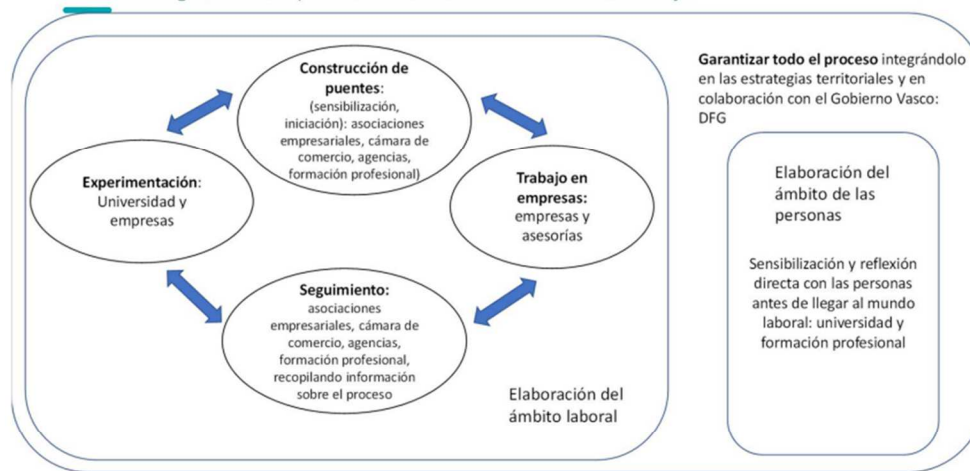 Construcción de
puentes:
(sensibilización,
iniciación): asociaciones
empresariales, cámara de
comercio, agencias,
formación profesional)
Experimentación:
Universidad y
empresas
Trabajo en
empresas:
empresas y
asesorías
Seguimiento:
asociaciones
empresariales, cámara de
comercio, agencias,
formación profesional,
recopilando información
sobre el proceso
Elaboración del
ámbito laboral
Garantizar todo el proceso integrándolo
en las estrategias territoriales y en
colaboración con el Gobierno Vasco:
DFG
Elaboración del
ámbito de las
personas
Sensibilización y reflexión
directa con las personas
antes de llegar al mundo
laboral: universidad y
formación profesional